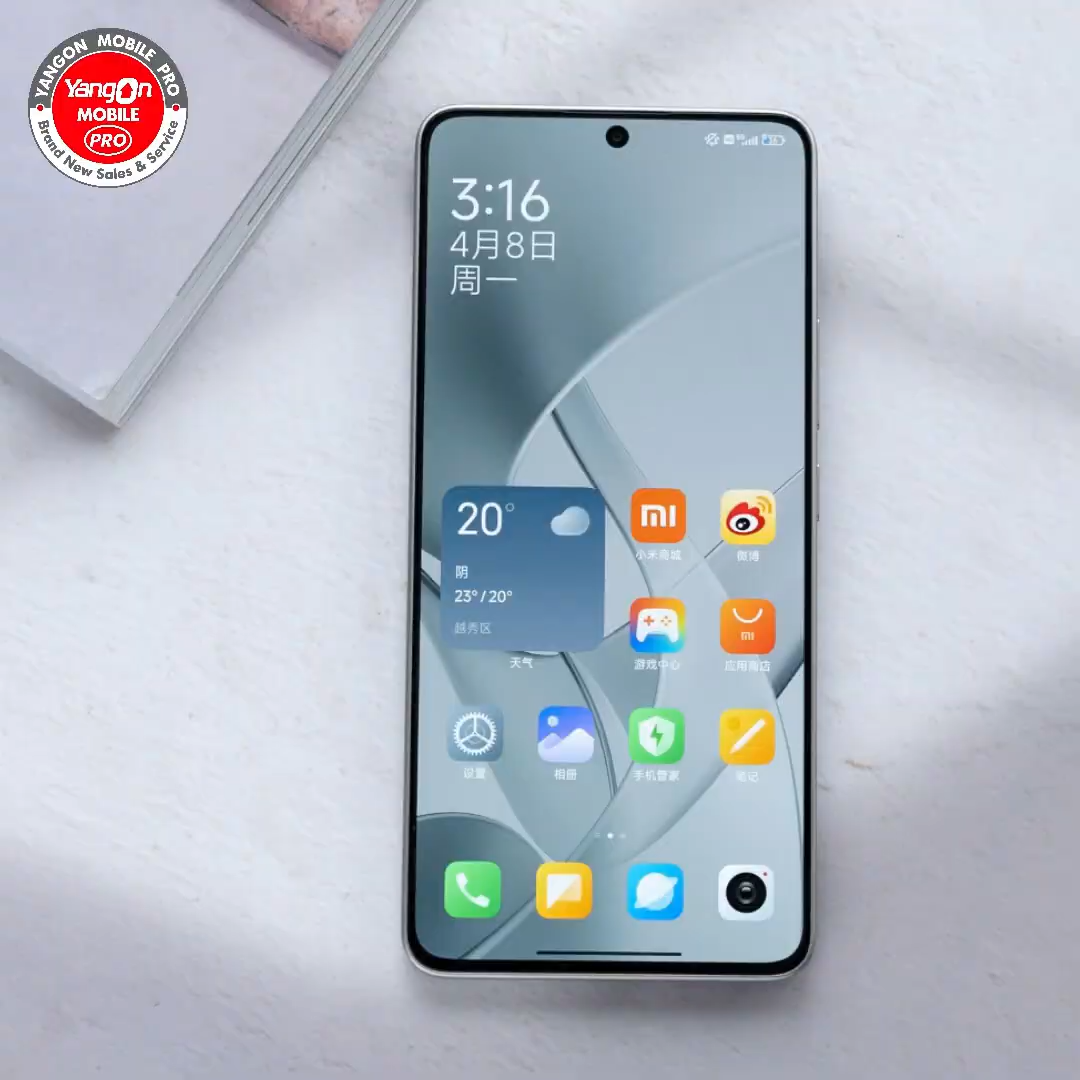 YANGON MOBILE PRO
YangOn
MOBILE
PRO
Brand New Sales & Service
3:16
4月8日
周一
20°
阴
23° / 20°
越秀区
天气
小米商城
微博
游戏中心
应用商店
设置
相册
手机管家
笔记